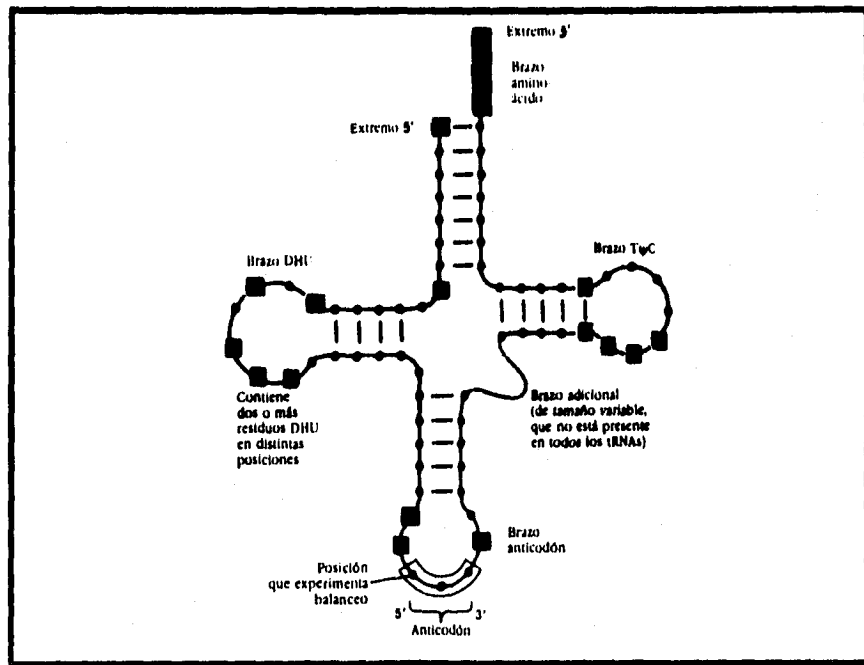 Extremo 3'
Brazo
amino-
ácido
Extremo 5'
Brazo DHU
Brazo TψC
Contiene
dos o más
residuos DHU
en distintas
posiciones
Brazo adicional
(de tamaño variable,
que no está presente
en todos los tRNAs)
Brazo
anticodón
Posición
que experimenta
balanceo
5' 3'
Anticodón